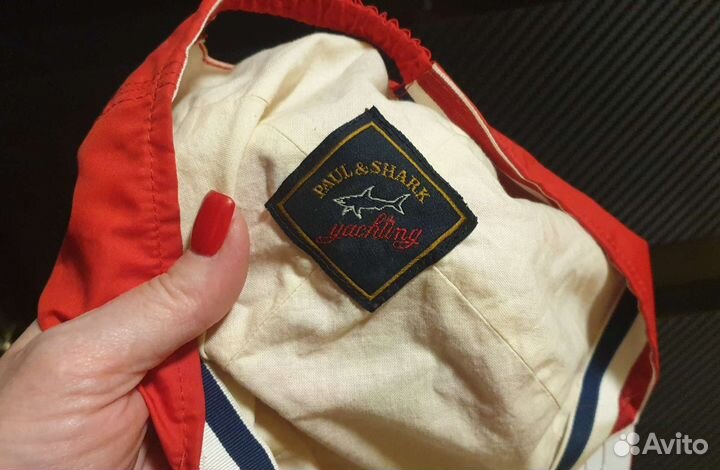 PAUL & SHARK
yachting
Avito